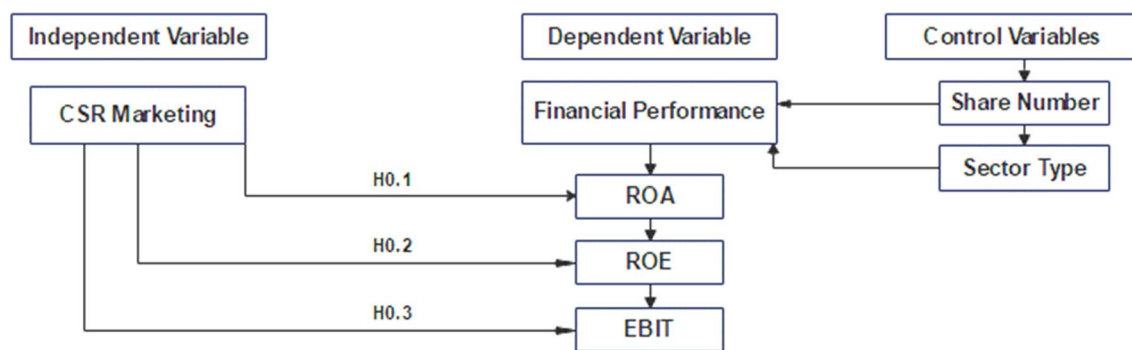 Independent Variable
Dependent Variable
Control Variables
CSR Marketing
Financial Performance
Share Number
Sector Type
H0.1
ROA
H0.2
ROE
H0.3
EBIT